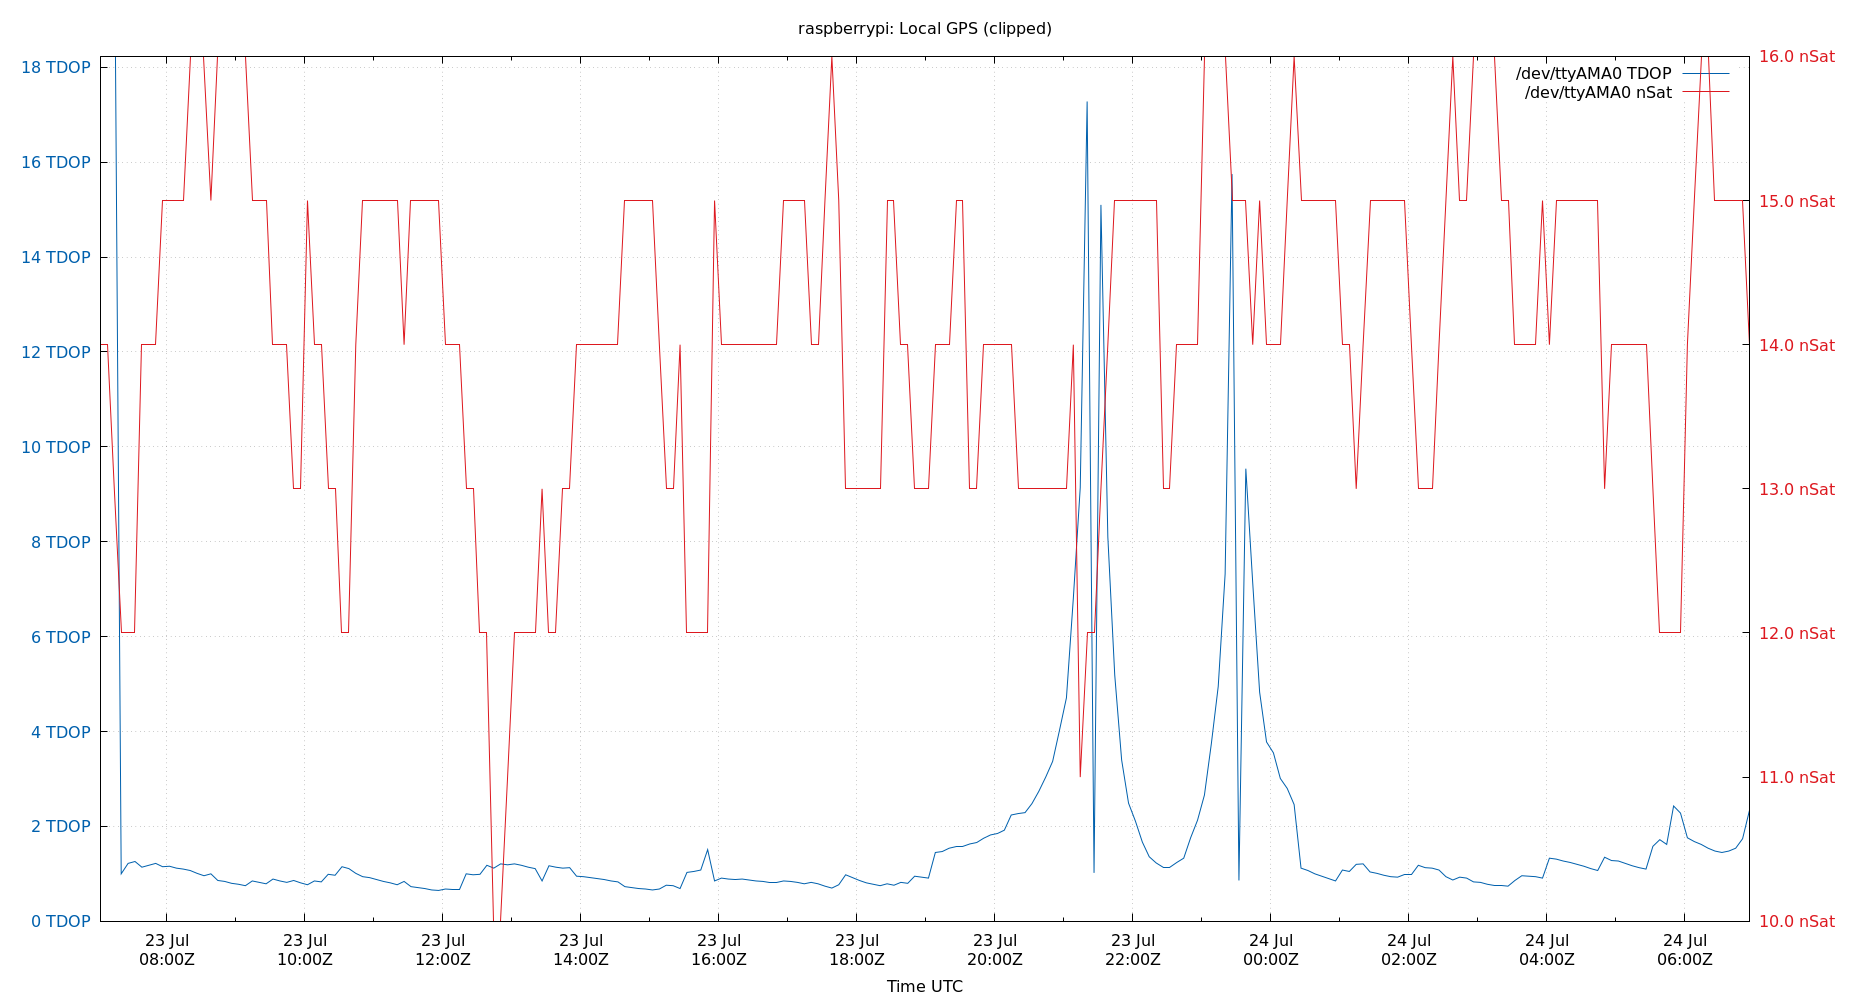 raspberrypi: Local GPS (clipped)
/dev/ttyAMA0 TDOP
/dev/ttyAMA0 nSat
18 TDOP
16 TDOP
14 TDOP
12 TDOP
10 TDOP
8 TDOP
6 TDOP
4 TDOP
2 TDOP
0 TDOP
16.0 nSat
15.0 nSat
14.0 nSat
13.0 nSat
12.0 nSat
11.0 nSat
10.0 nSat
23 Jul
08:00Z
23 Jul
10:00Z
23 Jul
12:00Z
23 Jul
14:00Z
23 Jul
16:00Z
23 Jul
18:00Z
23 Jul
20:00Z
23 Jul
22:00Z
24 Jul
00:00Z
24 Jul
02:00Z
24 Jul
04:00Z
24 Jul
06:00Z
Time UTC